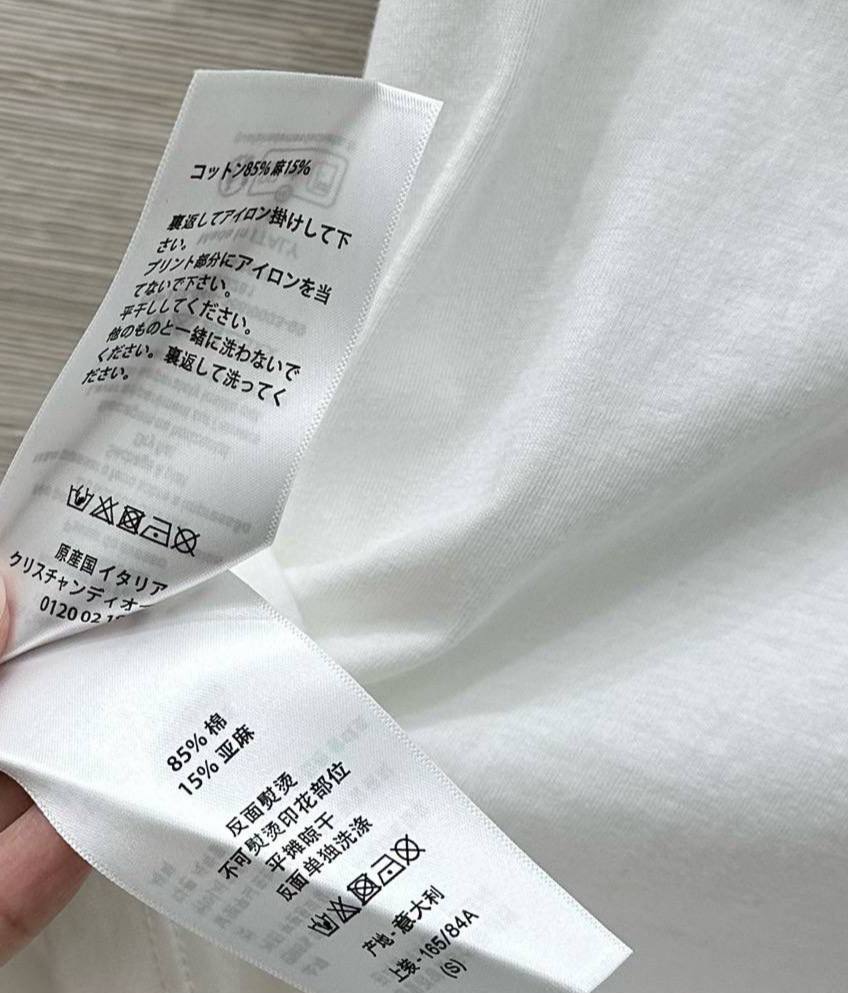 コットン85% 麻15%
裏返してアイロン掛けして下
さい。
プリント部分にアイロンを当
てないで下さい。
平干ししてください。
他のものと一緒に洗わないで
ください。裏返して洗ってく
ださい。
原産国イタリア
クリスチャンディオー
0120 02
85% 棉
15% 亚麻
反面熨烫
不可熨烫印花部位
平摊晾干
反面单独洗涤
产地 - 意大利
上装 - 165/84A
(S)